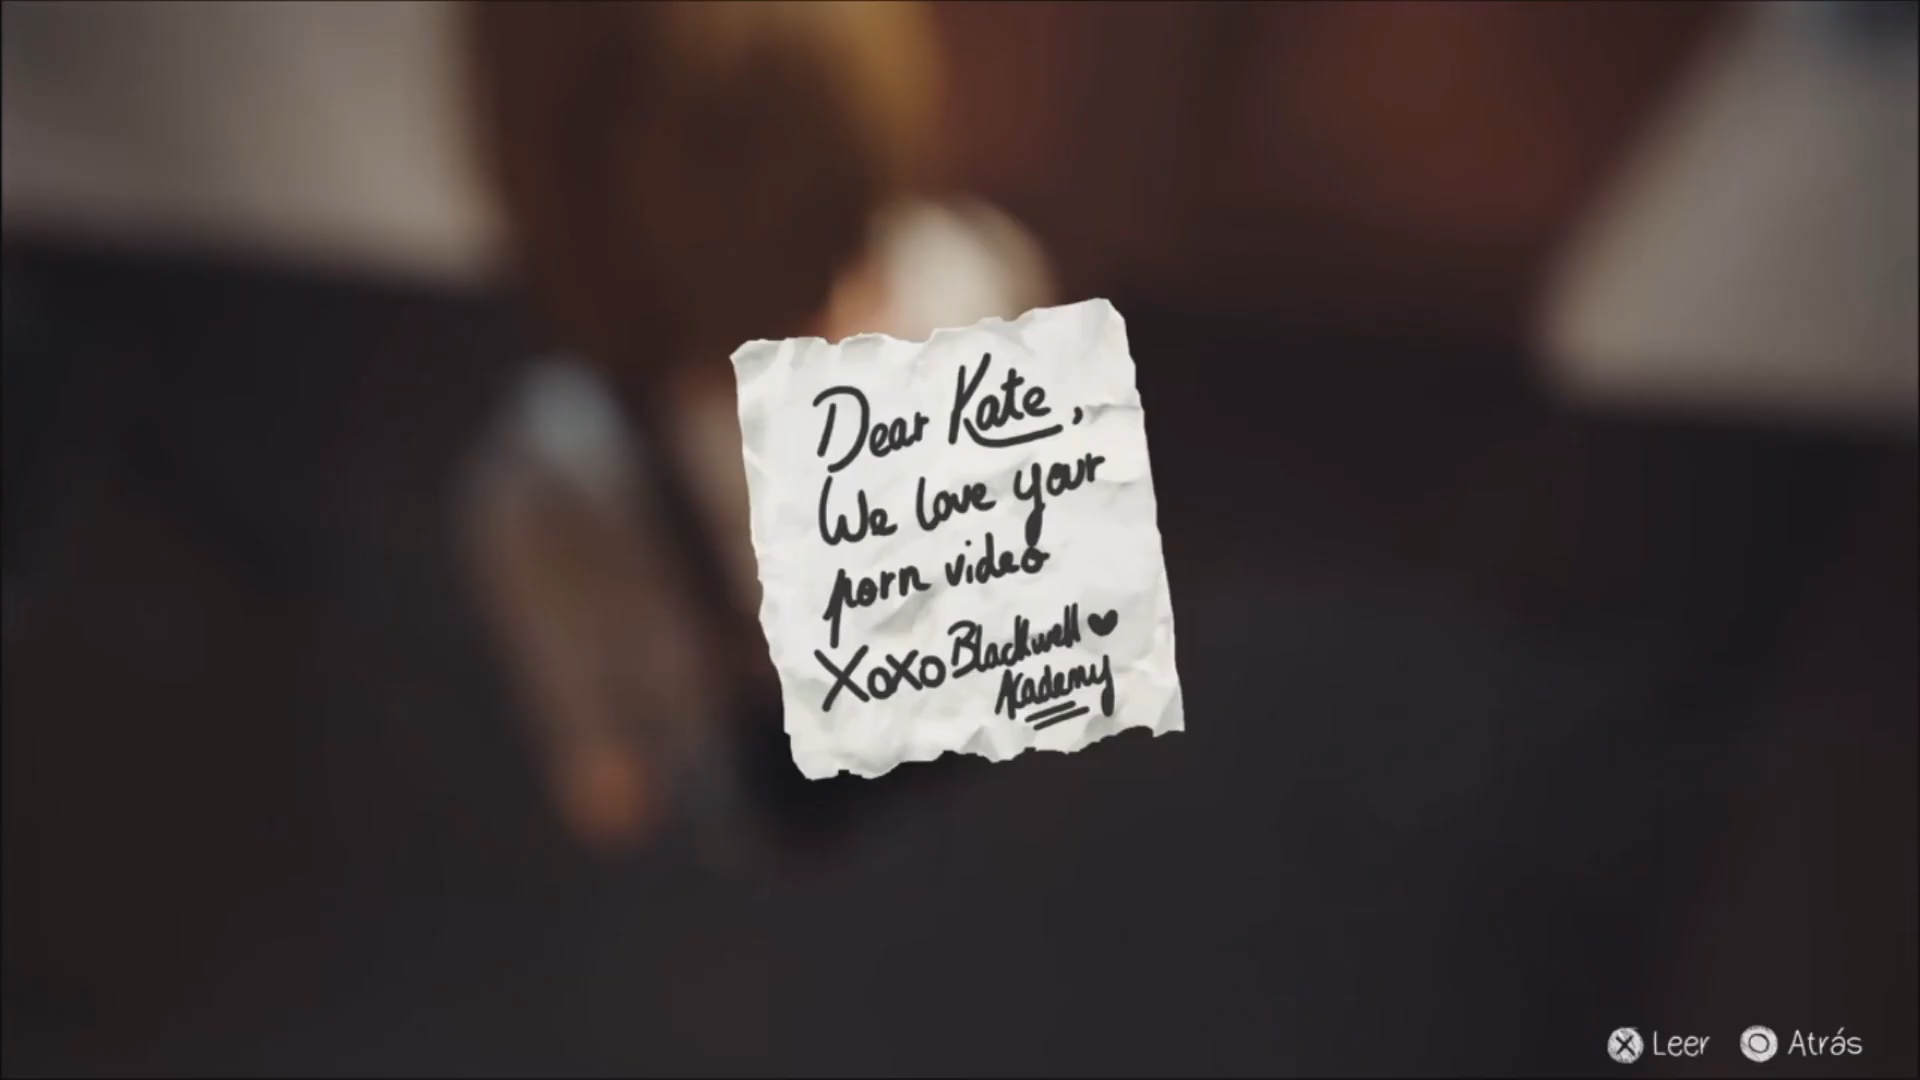 Dear Kate,
We love your
porn video
XoXo Blackwell ♥
Academy
Leer Atrás